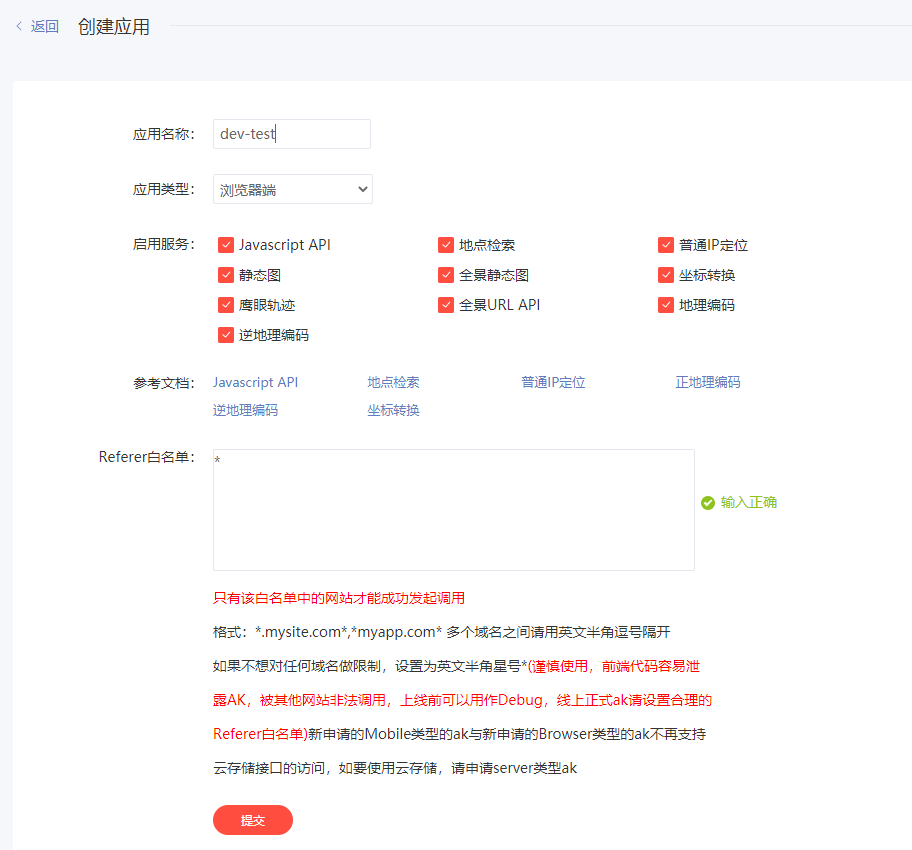 返回 创建应用
应用名称： dev-test
应用类型： 浏览器端
启用服务： Javascript API 地点检索 普通IP定位
静态图 全景静态图 坐标转换
鹰眼轨迹 全景URL API 地理编码
逆地理编码
参考文档： Javascript API 地点检索 普通IP定位 正地理编码
逆地理编码 坐标转换
Referer白名单： *
输入正确
只有该白名单中的网站才能成功发起调用
格式：*.mysite.com*,*myapp.com* 多个域名之间请用英文半角逗号隔开
如果不想对任何域名做限制，设置为英文半角星号*(谨慎使用，前端代码容易泄
露AK，被其他网站非法调用，上线前可以用作Debug，线上正式ak请设置合理的
Referer白名单)新申请的Mobile类型的ak与新申请的Browser类型的ak不再支持
云存储接口的访问，如要使用云存储，请申请server类型ak
提交